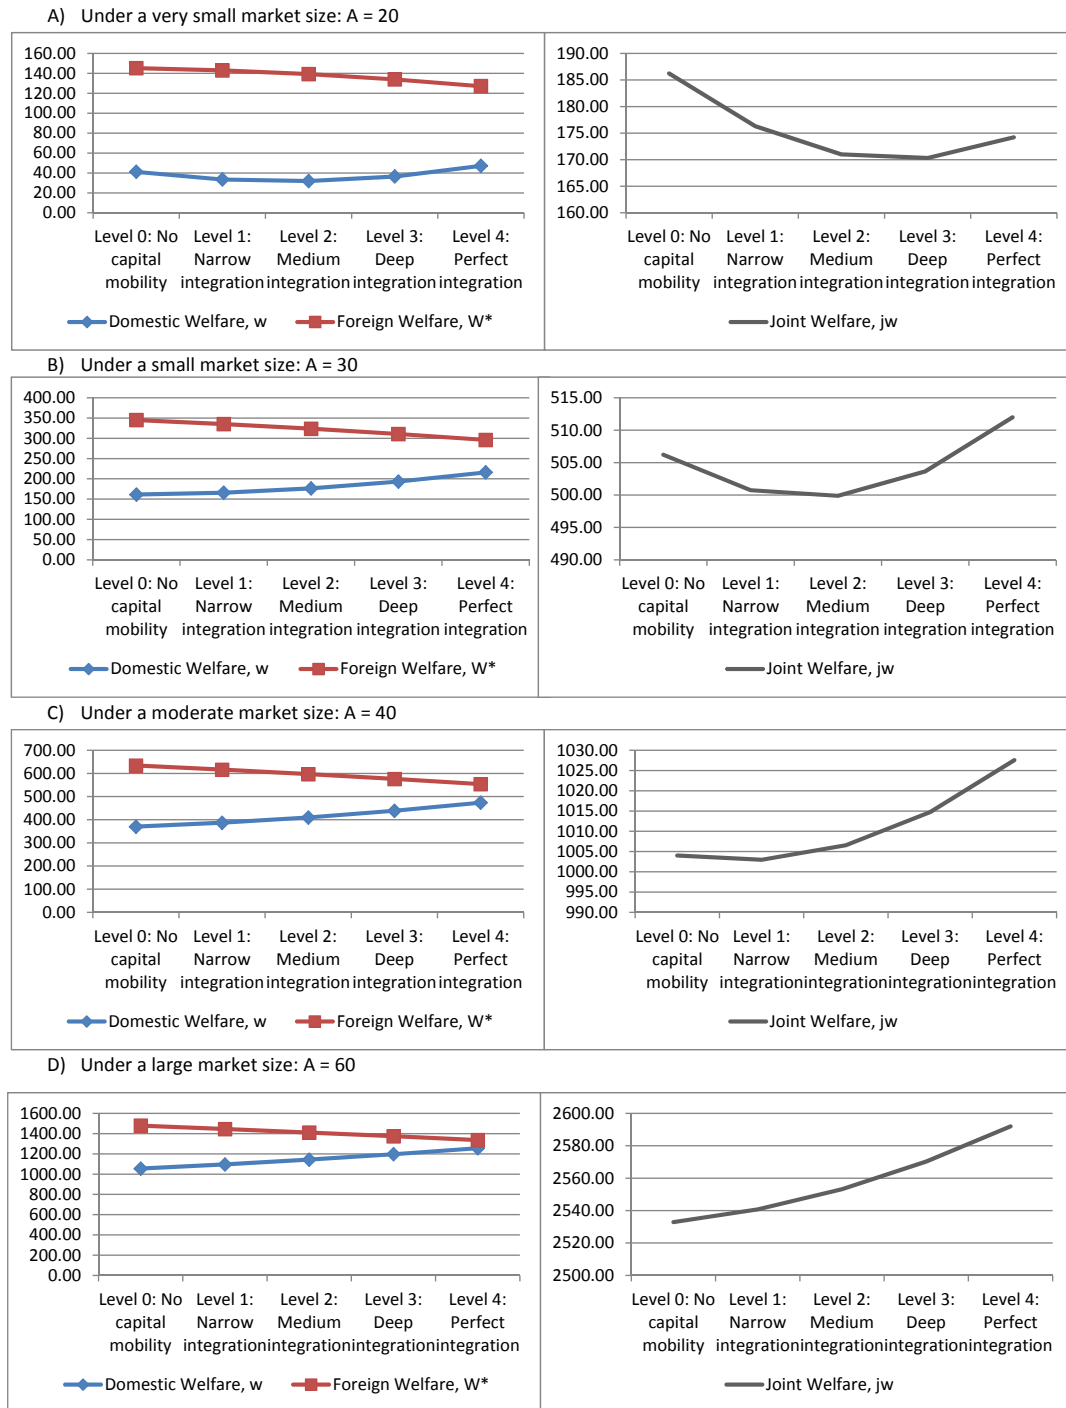 A) Under a very small market size: A = 20
160.00
140.00
120.00
100.00
80.00
60.00
40.00
20.00
0.00
Level 0: No capital mobility
Level 1: Narrow integration
Level 2: Medium integration
Level 3: Deep integration
Level 4: Perfect integration
Domestic Welfare, w
Foreign Welfare, W*
190.00
185.00
180.00
175.00
170.00
165.00
160.00
Level 0: No capital mobility
Level 1: Narrow integration
Level 2: Medium integration
Level 3: Deep integration
Level 4: Perfect integration
Joint Welfare, jw
B) Under a small market size: A = 30
400.00
350.00
300.00
250.00
200.00
150.00
100.00
50.00
0.00
Level 0: No capital mobility
Level 1: Narrow integration
Level 2: Medium integration
Level 3: Deep integration
Level 4: Perfect integration
Domestic Welfare, w
Foreign Welfare, W*
515.00
510.00
505.00
500.00
495.00
490.00
Level 0: No capital mobility
Level 1: Narrow integration
Level 2: Medium integration
Level 3: Deep integration
Level 4: Perfect integration
Joint Welfare, jw
C) Under a moderate market size: A = 40
700.00
600.00
500.00
400.00
300.00
200.00
100.00
0.00
Level 0: No capital mobility
Level 1: Narrow integration
Level 2: Medium integration
Level 3: Deep integration
Level 4: Perfect integration
Domestic Welfare, w
Foreign Welfare, W*
1030.00
1025.00
1020.00
1015.00
1010.00
1005.00
1000.00
995.00
990.00
Level 0: No capital mobility
Level 1: Narrow integration
Level 2: Medium integration
Level 3: Deep integration
Level 4: Perfect integration
Joint Welfare, jw
D) Under a large market size: A = 60
1600.00
1400.00
1200.00
1000.00
800.00
600.00
400.00
200.00
0.00
Level 0: No capital mobility
Level 1: Narrow integration
Level 2: Medium integration
Level 3: Deep integration
Level 4: Perfect integration
Domestic Welfare, w
Foreign Welfare, W*
2600.00
2580.00
2560.00
2540.00
2520.00
2500.00
Level 0: No capital mobility
Level 1: Narrow integration
Level 2: Medium integration
Level 3: Deep integration
Level 4: Perfect integration
Joint Welfare, jw